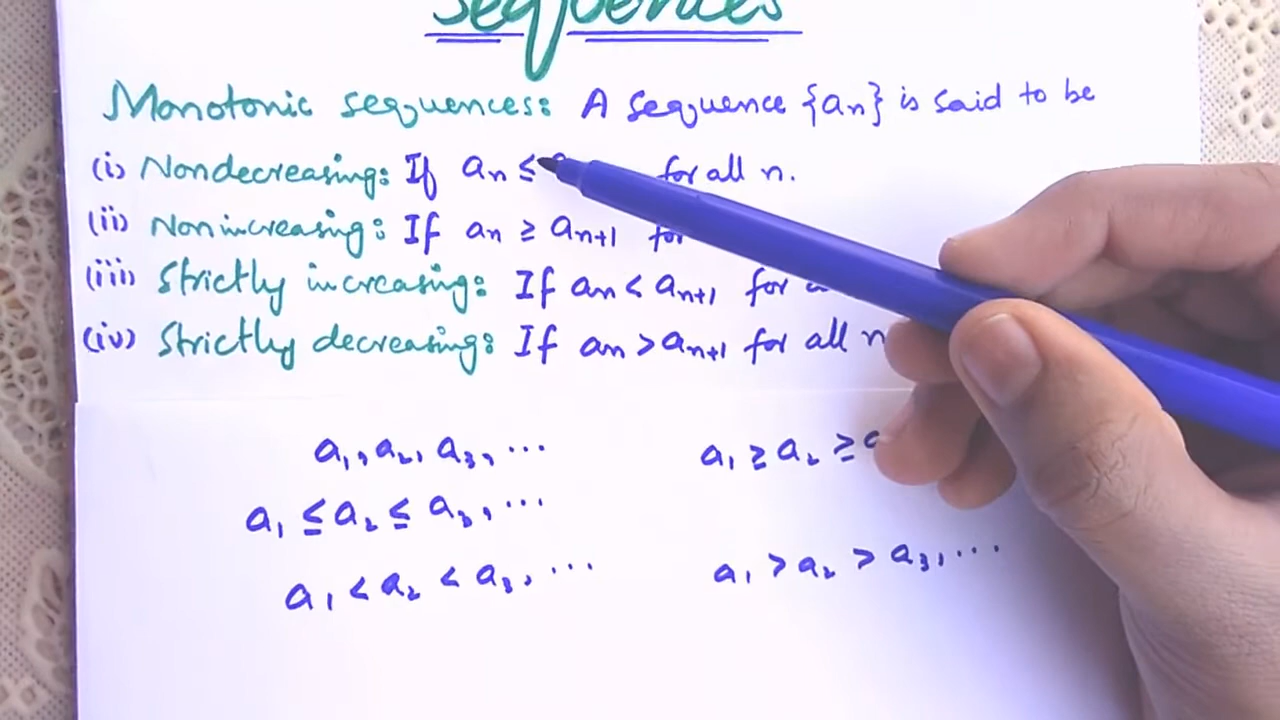 Sequences
Monotonic sequences: A sequence {aₙ} is said to be
(i) Nondecreasing: If aₙ ≤ for all n.
(ii) Nonincreasing: If aₙ ≥ aₙ₊₁ for
(iii) Strictly increasing: If aₙ < aₙ₊₁ for
(iv) Strictly decreasing: If aₙ > aₙ₊₁ for all n
a₁, a₂, a₃, ... a₁ ≥ a₂ ≥
a₁ ≤ a₂ ≤ a₃, ...
a₁ < a₂ < a₃, ... a₁ > a₂ > a₃, ...